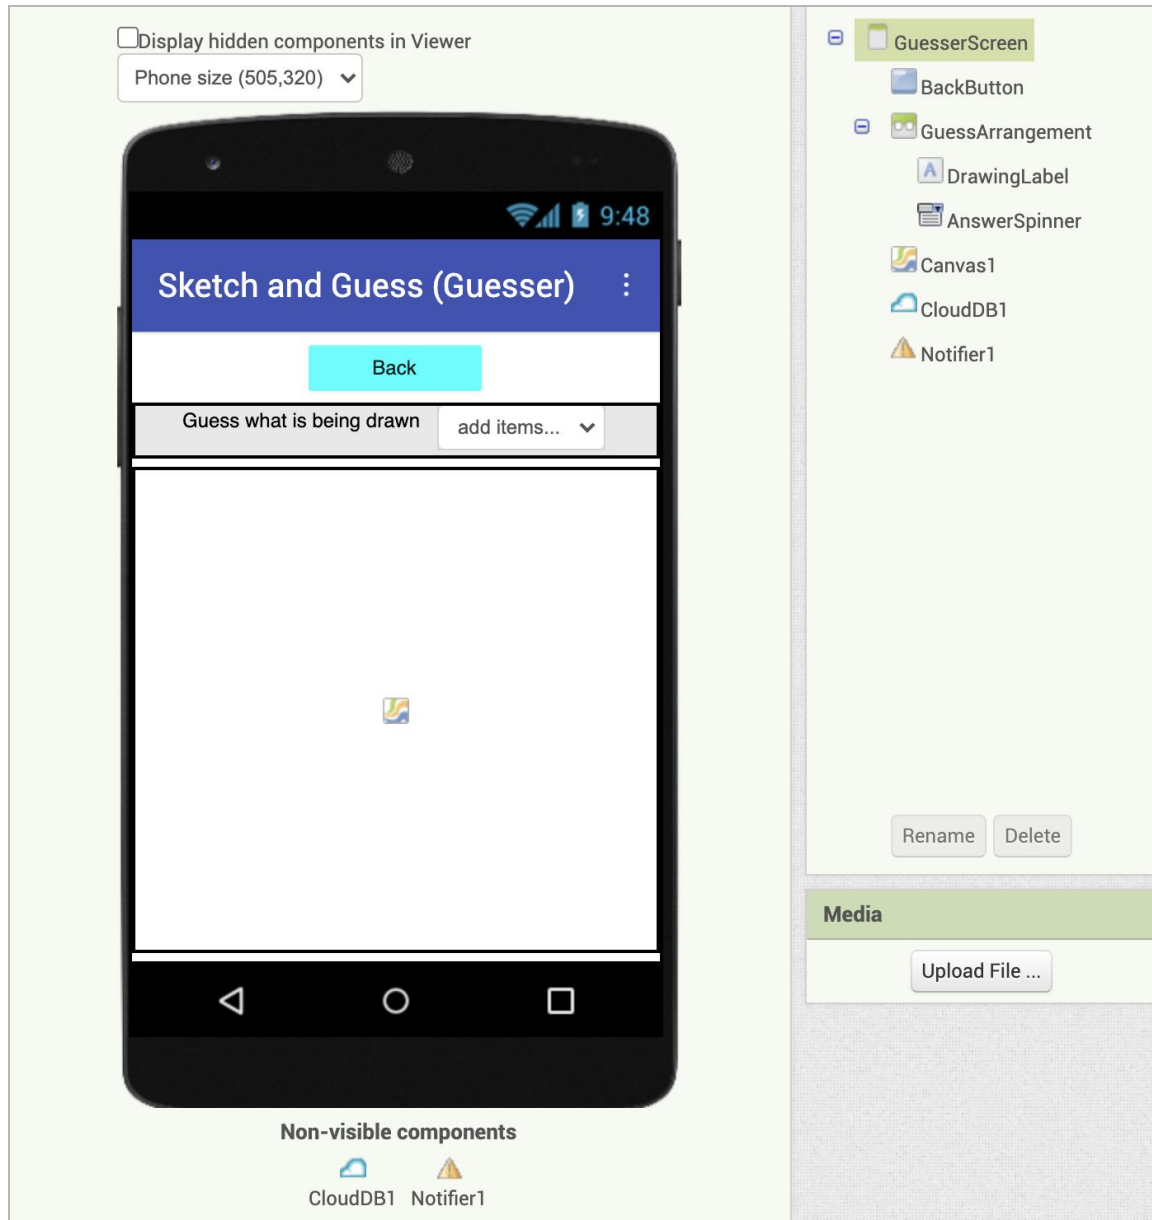 Display hidden components in Viewer
Phone size (505,320)
9:48
Sketch and Guess (Guesser)
Back
Guess what is being drawn
add items...
Non-visible components
CloudDB1 Notifier1
GuesserScreen
BackButton
GuessArrangement
A DrawingLabel
AnswerSpinner
Canvas1
CloudDB1
Notifier1
Rename Delete
Media
Upload File ...